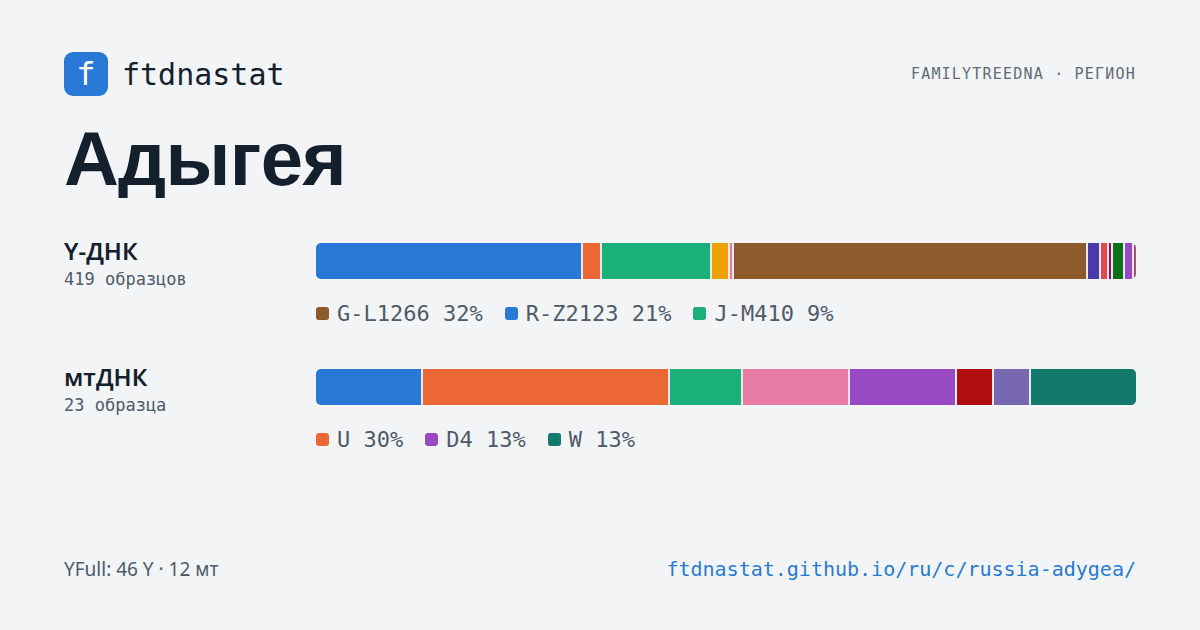 f ftdnastat
FAMILYTREEDNA · РЕГИОН
Адыгея
Y-ДНК
419 образцов
G-L1266 32% R-Z2123 21% J-M410 9%
мтДНК
23 образца
U 30% D4 13% W 13%
YFull: 46 Y · 12 мт
ftdnastat.github.io/ru/c/russia-adygea/